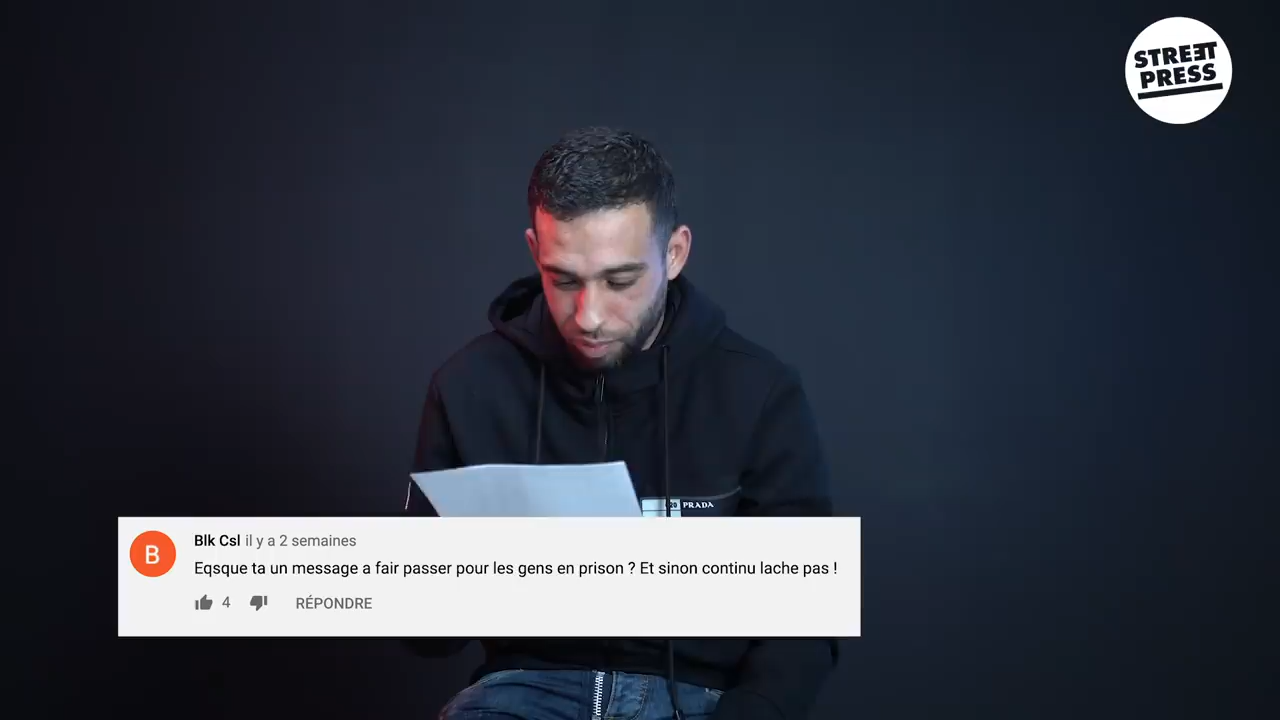 STREET
PRESS
PRADA
Blk Csl il y a 2 semaines
Eqsque ta un message a fair passer pour les gens en prison ? Et sinon continu lache pas !
4
RÉPONDRE
B